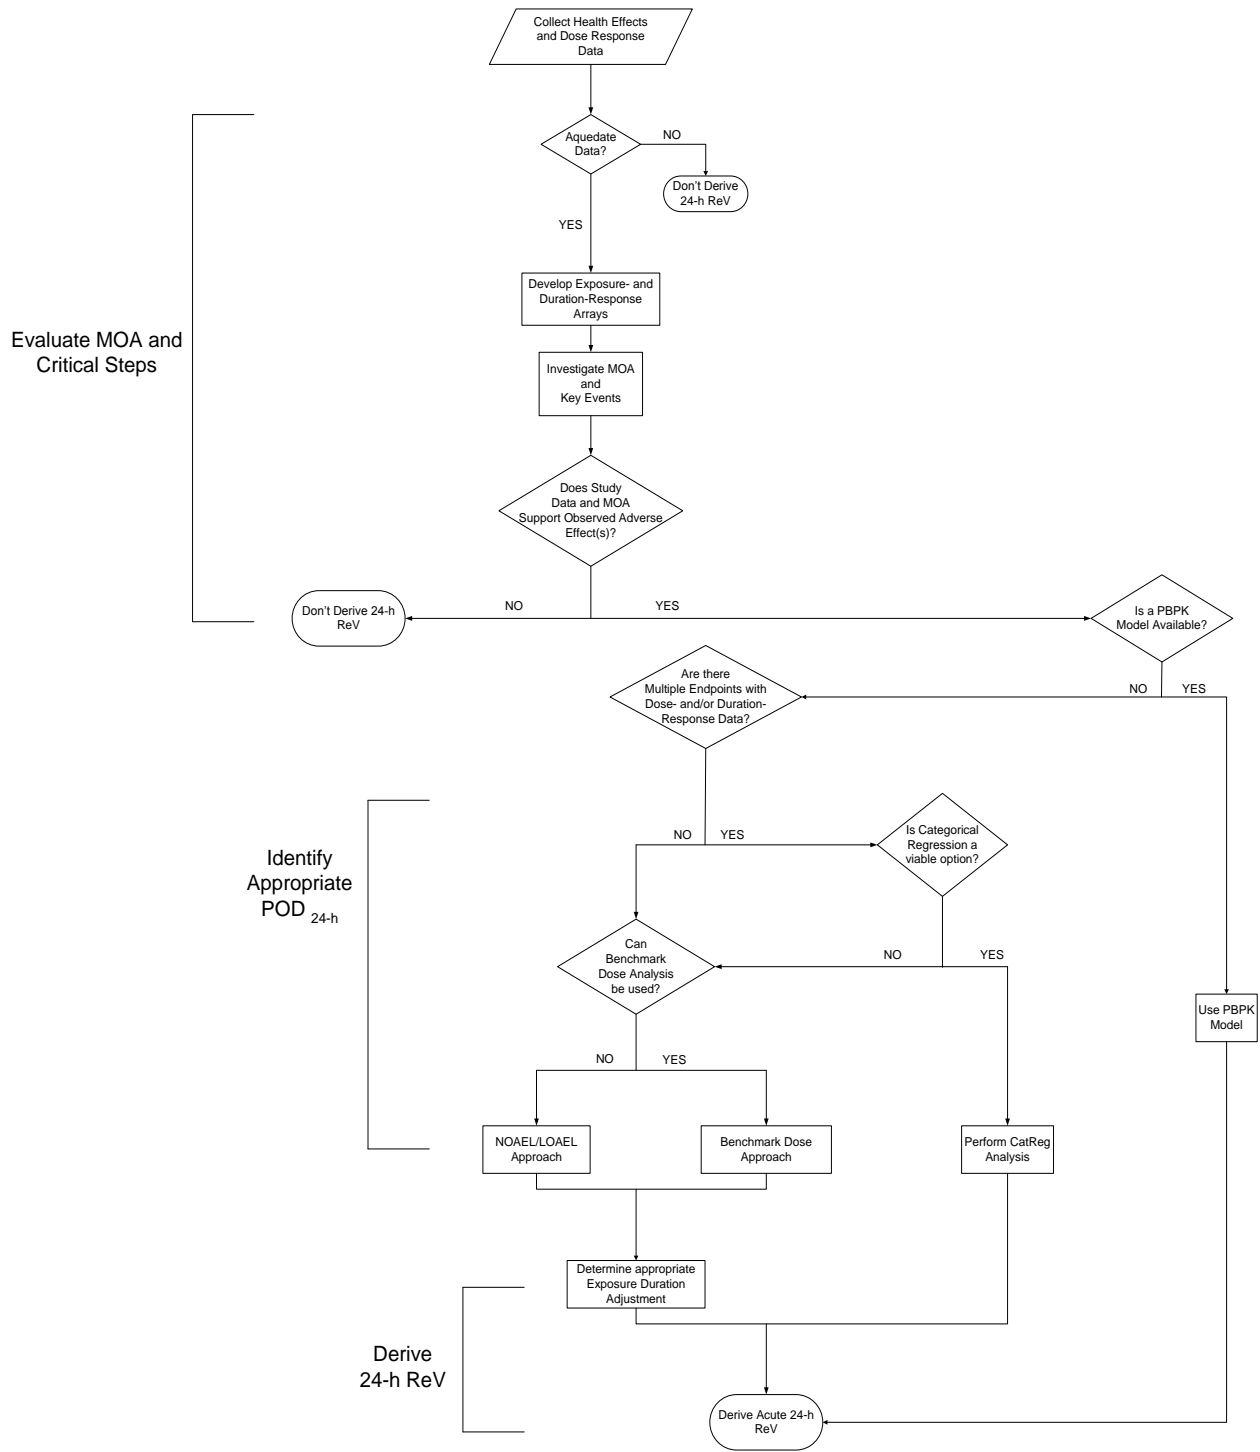 Collect Health Effects
and Dose Response
Data
Aquedate
Data?
NO
Don't Derive
24-h ReV
YES
Develop Exposure- and
Duration-Response
Arrays
Evaluate MOA and
Critical Steps
Investigate MOA
and
Key Events
Does Study
Data and MOA
Support Observed Adverse
Effect(s)?
Don't Derive 24-h
ReV
NO
YES
Is a PBPK
Model Available?
NO
YES
Are there
Multiple Endpoints with
Dose- and/or Duration-
Response Data?
NO
YES
Is Categorical
Regression a
viable option?
Identify
Appropriate
POD 24-h
Can
Benchmark
Dose Analysis
be used?
NO
YES
Use PBPK
Model
NO
YES
NOAEL/LOAEL
Approach
Benchmark Dose
Approach
Perform CatReg
Analysis
Determine appropriate
Exposure Duration
Adjustment
Derive
24-h ReV
Derive Acute 24-h
ReV